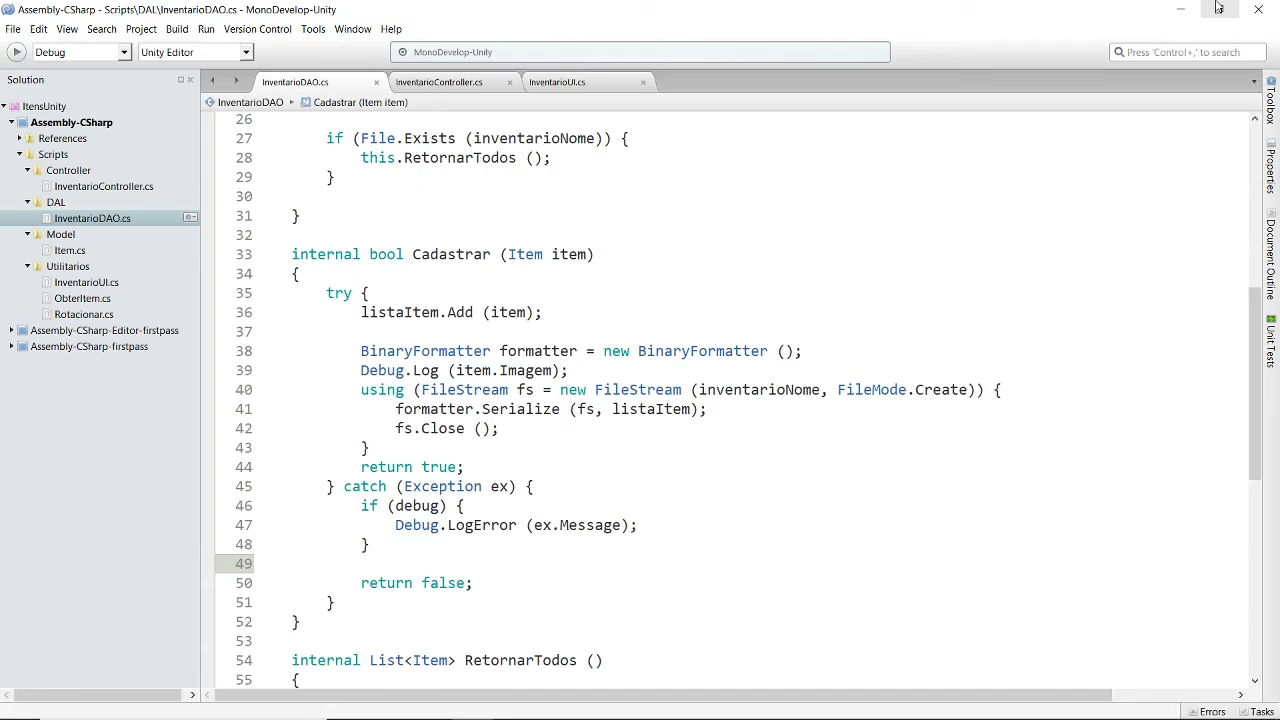 Assembly-CSharp - Scripts\DAL\InventarioDAO.cs - MonoDevelop-Unity
File Edit View Search Project Build Run Version Control Tools Window Help
Debug Unity Editor MonoDevelop-Unity Press 'Control+,' to search
Solution InventarioDAO.cs InventarioController.cs InventarioUI.cs
InventarioDAO Cadastrar (Item item)
ItensUnity
Assembly-CSharp
References
Scripts
Controller
InventarioController.cs
DAL
InventarioDAO.cs
Model
Item.cs
Utilitarios
InventarioUI.cs
ObterItem.cs
Rotacionar.cs
Assembly-CSharp-Editor-firstpass
Assembly-CSharp-firstpass
26
27 if (File.Exists (inventarioNome)) {
28 this.RetornarTodos ();
29 }
30
31 }
32
33 internal bool Cadastrar (Item item)
34 {
35 try {
36 listaItem.Add (item);
37
38 BinaryFormatter formatter = new BinaryFormatter ();
39 Debug.Log (item.Imagem);
40 using (FileStream fs = new FileStream (inventarioNome, FileMode.Create)) {
41 formatter.Serialize (fs, listaItem);
42 fs.Close ();
43 }
44 return true;
45 } catch (Exception ex) {
46 if (debug) {
47 Debug.LogError (ex.Message);
48 }
49
50 return false;
51 }
52 }
53
54 internal List<Item> RetornarTodos ()
55 {
Toolbox
Properties
Document Outline
Unit Tests
Errors Tasks